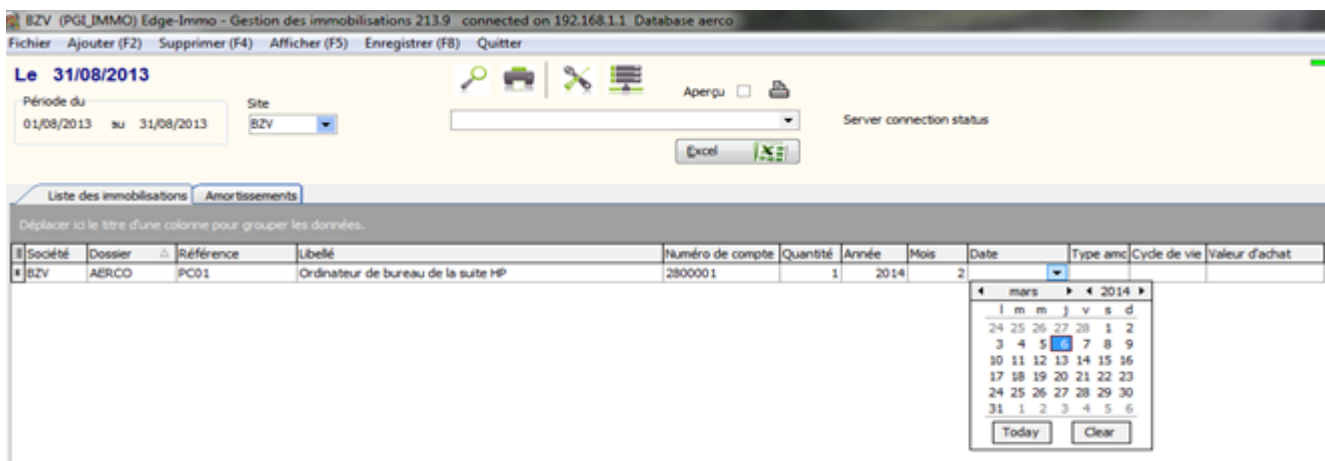 BZV (PGI_IMMO) Edge-Immo - Gestion des immobilisations 213.9 connected on 192.168.1.1 Database aerco
Fichier Ajouter (F2) Supprimer (F4) Afficher (F5) Enregistrer (F8) Quitter
Le 31/08/2013
Aperçu
Période du
Site
01/08/2013 au 31/08/2013
BZV
Server connection status
Excel
Liste des immobilisations Amortissements
Déplacer ici le titre d'une colonne pour grouper les données.
Société Dossier Référence Libellé Numéro de compte Quantité Année Mois Date Type amc Cycle de vie Valeur d'achat
BZV AERCO PC01 Ordinateur de bureau de la suite HP 2800001 1 2014 2
mars 2014
l m m j v s d
24 25 26 27 28 1 2
3 4 5 6 7 8 9
10 11 12 13 14 15 16
17 18 19 20 21 22 23
24 25 26 27 28 29 30
31 1 2 3 4 5 6
Today Clear